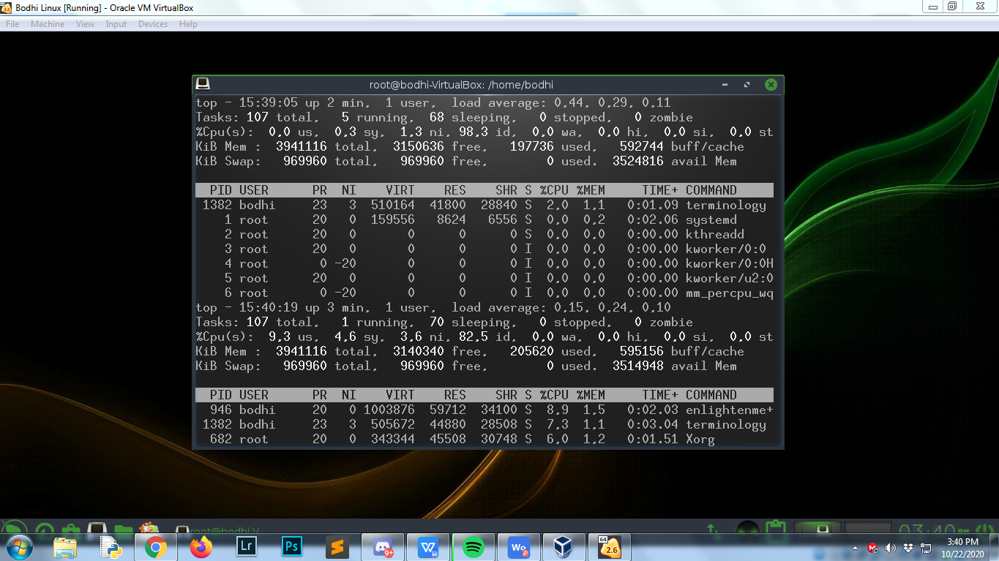 Bodhi Linux [Running] - Oracle VM VirtualBox
File Machine View Input Devices Help
root@bodhi-VirtualBox: /home/bodhi
top - 15:39:05 up 2 min, 1 user, load average: 0,44, 0,29, 0,11
Tasks: 107 total, 5 running, 68 sleeping, 0 stopped, 0 zombie
%Cpu(s): 0,0 us, 0,3 sy, 1,3 ni, 98,3 id, 0,0 wa, 0,0 hi, 0,0 si, 0,0 st
KiB Mem : 3941116 total, 3150636 free, 197736 used, 592744 buff/cache
KiB Swap: 969960 total, 969960 free, 0 used. 3524816 avail Mem
PID USER PR NI VIRT RES SHR S %CPU %MEM TIME+ COMMAND
1382 bodhi 23 3 510164 41800 28840 S 2,0 1,1 0:01.09 terminology
1 root 20 0 159556 8624 6556 S 0,0 0,2 0:02.06 systemd
2 root 20 0 0 0 0 S 0,0 0,0 0:00.00 kthreadd
3 root 20 0 0 0 0 I 0,0 0,0 0:00.00 kworker/0:0
4 root 0 -20 0 0 0 I 0,0 0,0 0:00.00 kworker/0:0H
5 root 20 0 0 0 0 I 0,0 0,0 0:00.00 kworker/u2:0
6 root 0 -20 0 0 0 I 0,0 0,0 0:00.00 mm_percpu_wq
top - 15:40:19 up 3 min, 1 user, load average: 0,15, 0,24, 0,10
Tasks: 107 total, 1 running, 70 sleeping, 0 stopped, 0 zombie
%Cpu(s): 9,3 us, 4,6 sy, 3,6 ni, 82,5 id, 0,0 wa, 0,0 hi, 0,0 si, 0,0 st
KiB Mem : 3941116 total, 3140340 free, 205620 used, 595156 buff/cache
KiB Swap: 969960 total, 969960 free, 0 used. 3514948 avail Mem
PID USER PR NI VIRT RES SHR S %CPU %MEM TIME+ COMMAND
946 bodhi 20 0 1003876 59712 34100 S 8,9 1,5 0:02.03 enlightenme+
1382 bodhi 23 3 505672 44880 28508 S 7,3 1,1 0:03.04 terminology
682 root 20 0 343344 45508 30748 S 6,0 1,2 0:01.51 Xorg
root@bodhi-V
03:40 PM
Lr Ps 9+ W Wo 64 2.6
3:40 PM
10/22/2020